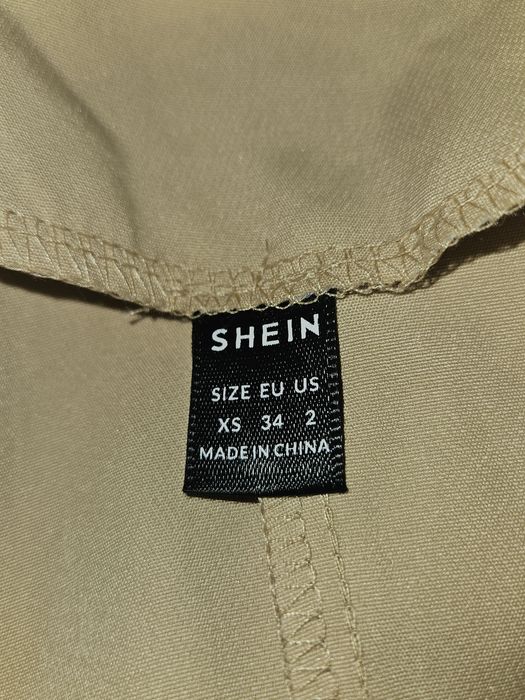 SHEIN
SIZE EU US
XS 34 2
MADE IN CHINA